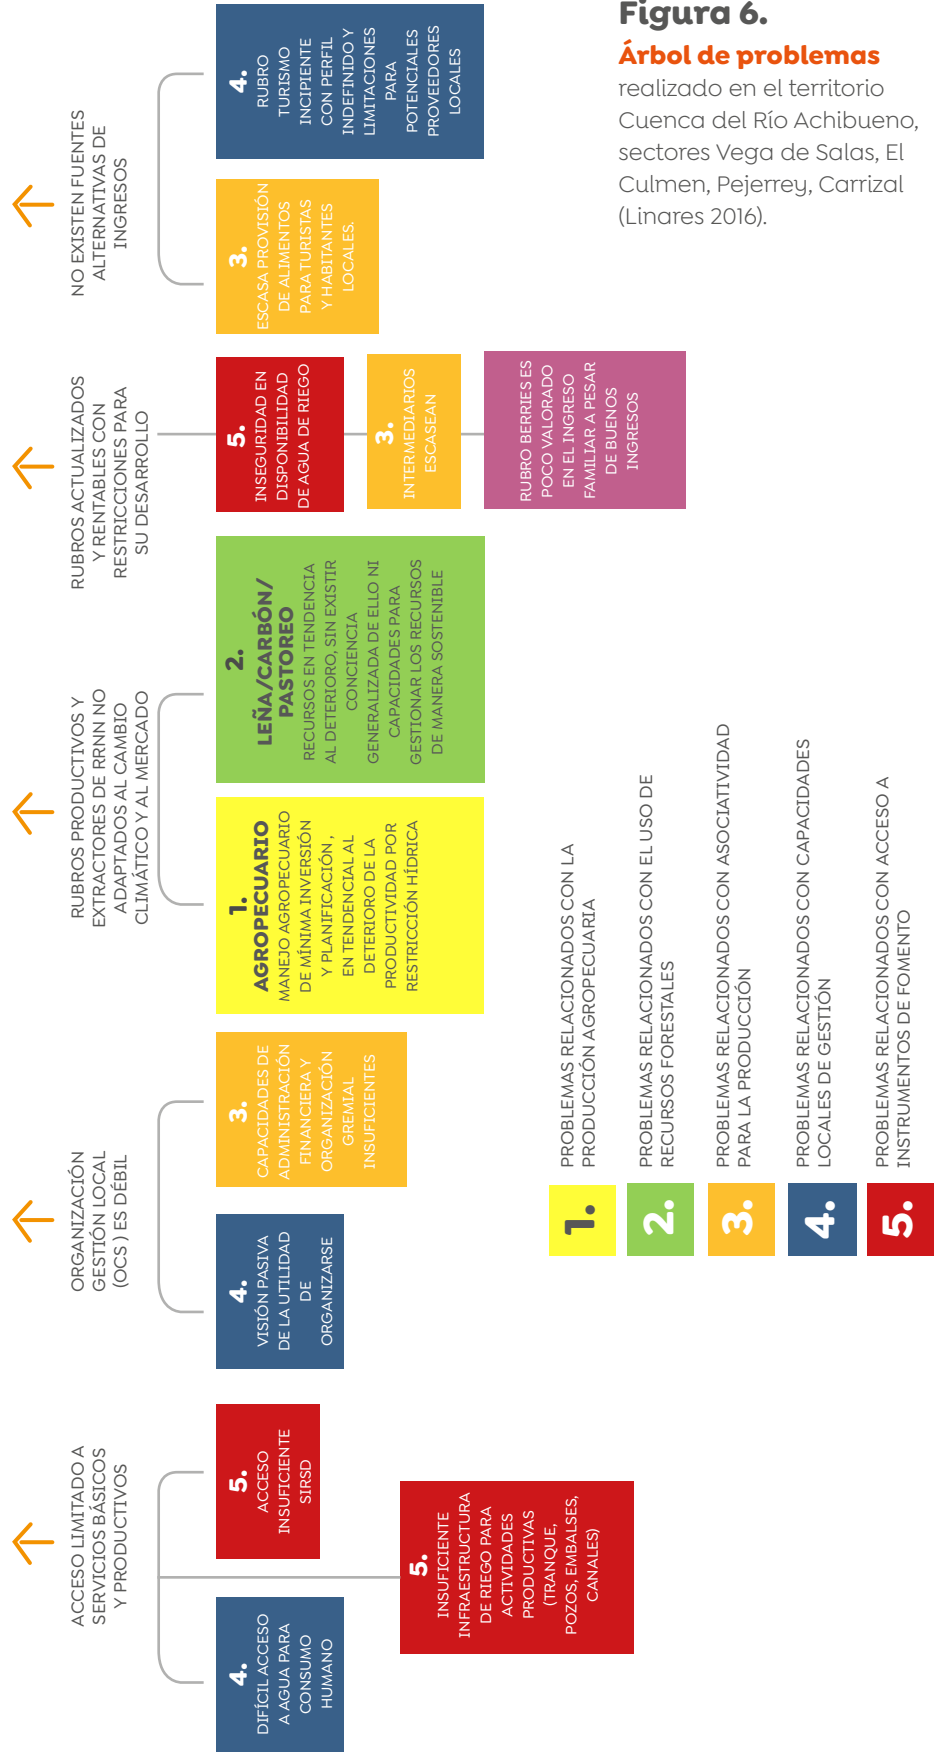 Figura 6.
Árbol de problemas
realizado en el territorio
Cuenca del Río Achibueno,
sectores Vega de Salas, El
Culmen, Pejerrey, Carrizal
(Linares 2016).
ACCESO LIMITADO A
SERVICIOS BÁSICOS
Y PRODUCTIVOS
4.
DIFÍCIL ACCESO
A AGUA PARA
CONSUMO
HUMANO
5.
ACCESO
INSUFICIENTE
SIRSD
5.
INSUFICIENTE
INFRAESTRUCTURA
DE RIEGO PARA
ACTIVIDADES
PRODUCTIVAS
(TRANQUE,
POZOS, EMBALSES,
CANALES)
ORGANIZACIÓN
GESTIÓN LOCAL
(OCS ) ES DÉBIL
4.
VISIÓN PASIVA
DE LA UTILIDAD
DE
ORGANIZARSE
3.
CAPACIDADES DE
ADMINISTRACIÓN
FINANCIERA Y
ORGANIZACIÓN
GREMIAL
INSUFICIENTES
RUBROS PRODUCTIVOS Y
EXTRACTORES DE RRNN NO
ADAPTADOS AL CAMBIO
CLIMÁTICO Y AL MERCADO
1.
AGROPECUARIO
MANEJO AGROPECUARIO
DE MÍNIMA INVERSIÓN
Y PLANIFICACIÓN,
EN TENDENCIAL AL
DETERIORO DE LA
PRODUCTIVIDAD POR
RESTRICCIÓN HÍDRICA
2.
LEÑA/CARBÓN/
PASTOREO
RECURSOS EN TENDENCIA
AL DETERIORO, SIN EXISTIR
CONCIENCIA
GENERALIZADA DE ELLO NI
CAPACIDADES PARA
GESTIONAR LOS RECURSOS
DE MANERA SOSTENIBLE
RUBROS ACTUALIZADOS
Y RENTABLES CON
RESTRICCIONES PARA
SU DESARROLLO
5.
INSEGURIDAD EN
DISPONIBILIDAD
DE AGUA DE RIEGO
3.
INTERMEDIARIOS
ESCASEAN
RUBRO BERRIES ES
POCO VALORADO
EN EL INGRESO
FAMILIAR A PESAR
DE BUENOS
INGRESOS
NO EXISTEN FUENTES
ALTERNATIVAS DE
INGRESOS
3.
ESCASA PROVISIÓN
DE ALIMENTOS
PARA TURISTAS
Y HABITANTES
LOCALES.
4.
RUBRO
TURISMO
INCIPIENTE
CON PERFIL
INDEFINIDO Y
LIMITACIONES
PARA
POTENCIALES
PROVEEDORES
LOCALES
1.
PROBLEMAS RELACIONADOS CON LA
PRODUCCIÓN AGROPECUARIA
2.
PROBLEMAS RELACIONADOS CON EL USO DE
RECURSOS FORESTALES
3.
PROBLEMAS RELACIONADOS CON ASOCIATIVIDAD
PARA LA PRODUCCIÓN
4.
PROBLEMAS RELACIONADOS CON CAPACIDADES
LOCALES DE GESTIÓN
5.
PROBLEMAS RELACIONADOS CON ACCESO A
INSTRUMENTOS DE FOMENTO